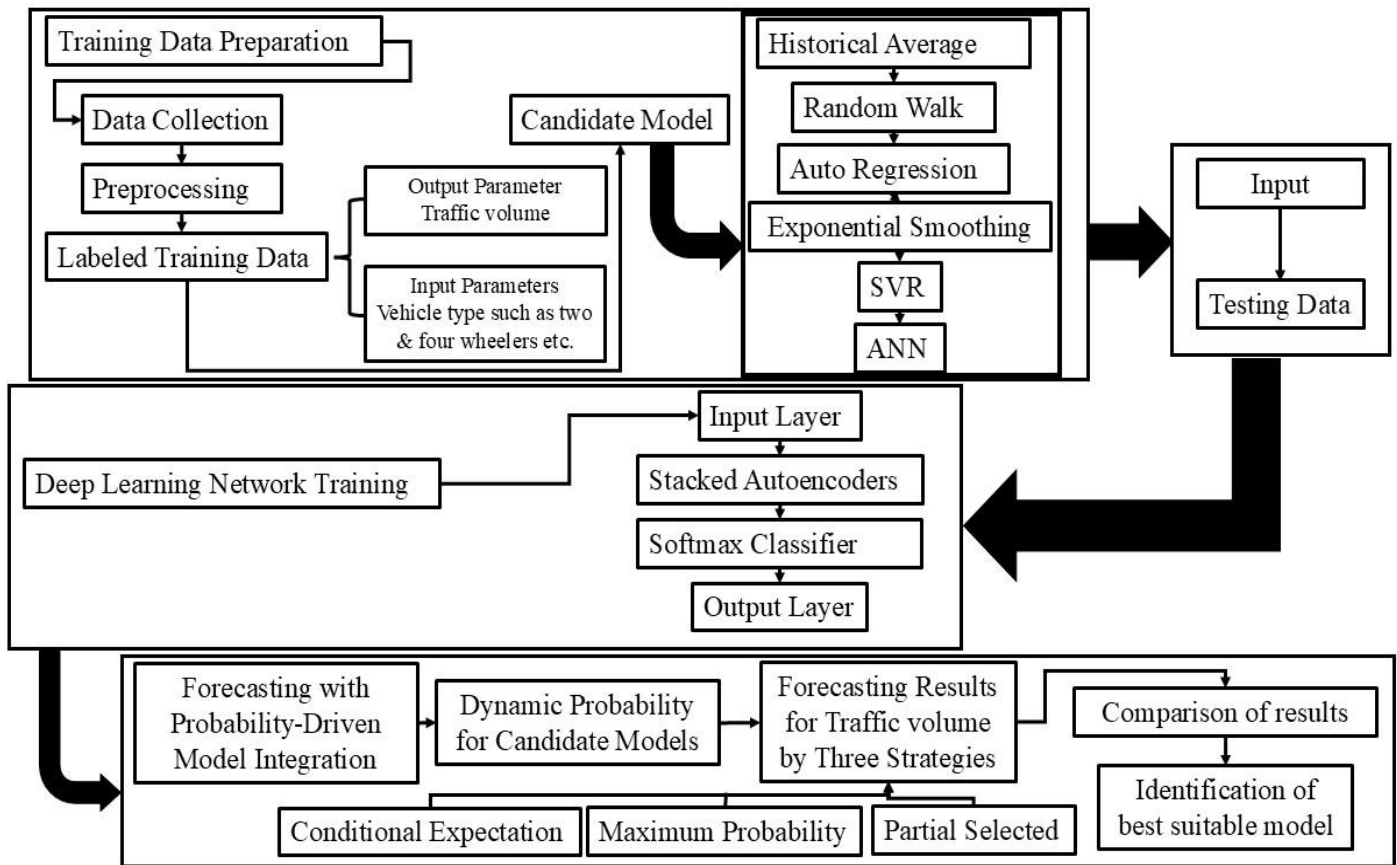 Training Data Preparation
Data Collection
Preprocessing
Labeled Training Data
Output Parameter
Traffic volume
Input Parameters
Vehicle type such as two
& four wheelers etc.
Candidate Model
Historical Average
Random Walk
Auto Regression
Exponential Smoothing
SVR
ANN
Input
Testing Data
Deep Learning Network Training
Input Layer
Stacked Autoencoders
Softmax Classifier
Output Layer
Forecasting with
Probability-Driven
Model Integration
Dynamic Probability
for Candidate Models
Forecasting Results
for Traffic volume
by Three Strategies
Conditional Expectation
Maximum Probability
Partial Selected
Comparison of results
Identification of
best suitable model